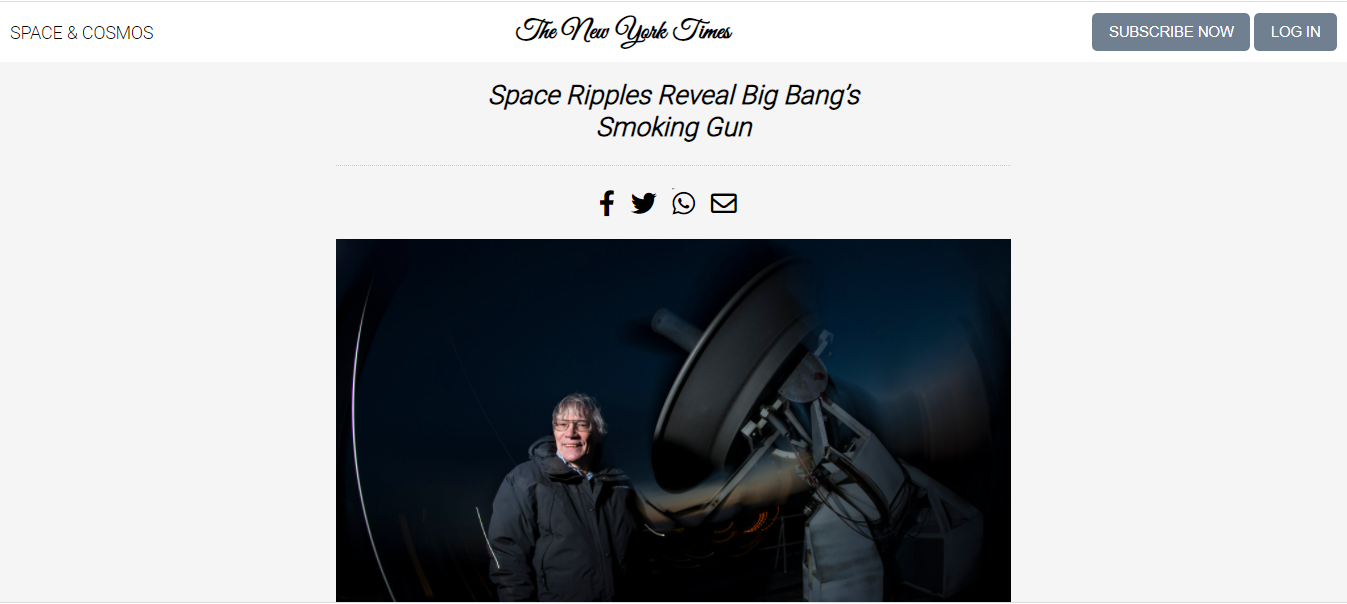 SPACE & COSMOS
The New York Times
SUBSCRIBE NOW
LOG IN
Space Ripples Reveal Big Bang’s
Smoking Gun